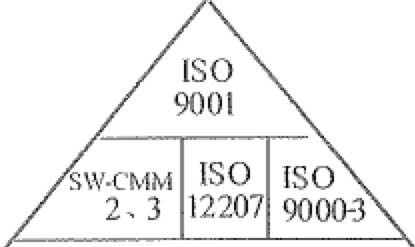 ISO
9001
SW-CMM
2、3
ISO
12207
ISO
9000-3